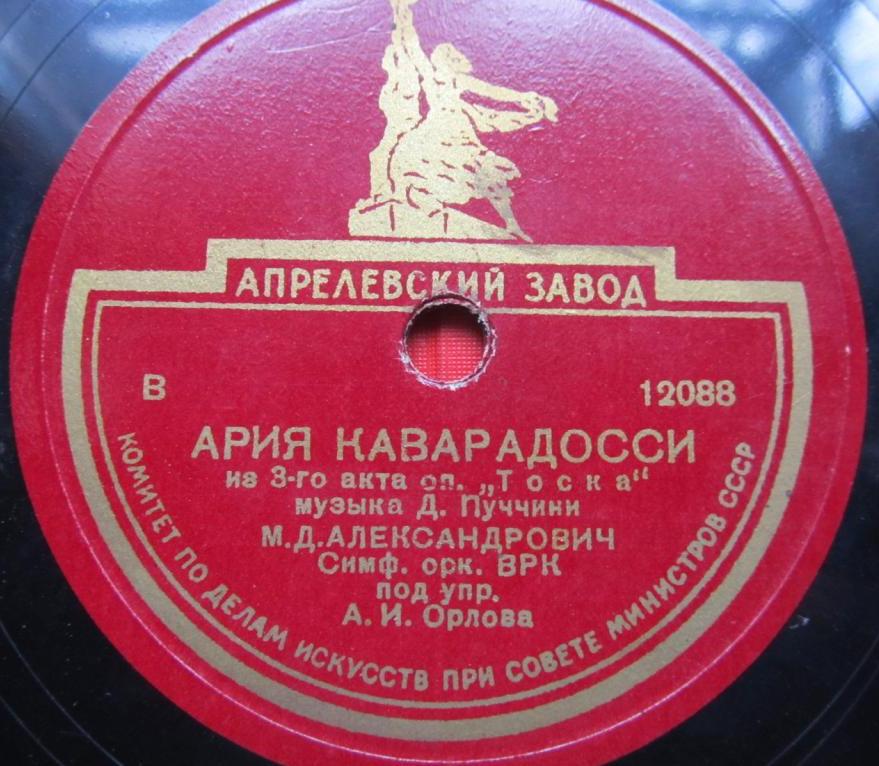 АПРЕЛЕВСКИЙ ЗАВОД
В 12088
АРИЯ КАВАРАДОССИ
из 3-го акта оп. „Тоска“
музыка Д. Пуччини
М.Д.АЛЕКСАНДРОВИЧ
Симф. орк. ВРК
под упр.
А. И. Орлова
КОМИТЕТ ПО ДЕЛАМ ИСКУССТВ ПРИ СОВЕТЕ МИНИСТРОВ СССР